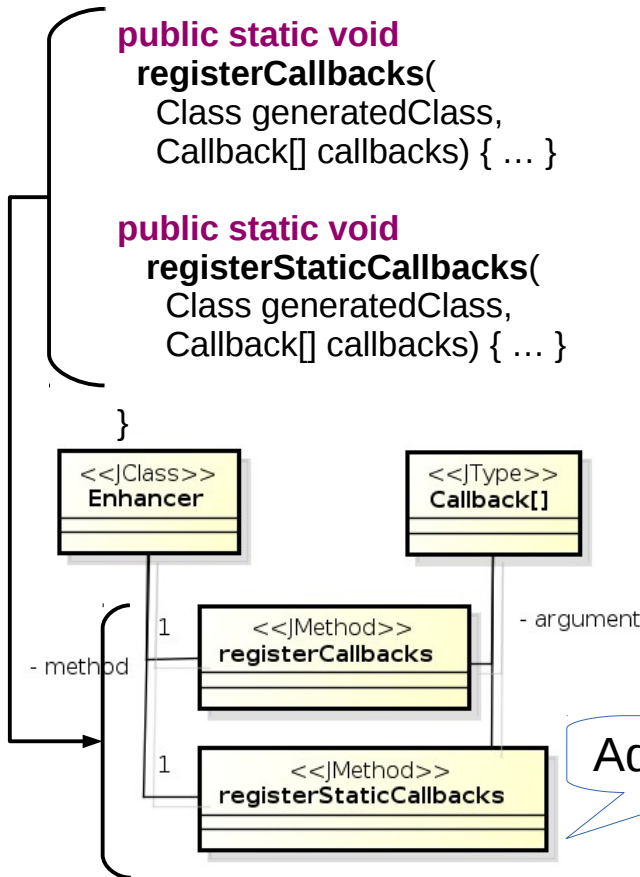 public static void
registerCallbacks(
Class generatedClass,
Callback[] callbacks) { … }
public static void
registerStaticCallbacks(
Class generatedClass,
Callback[] callbacks) { … }
}
<<JClass>>
Enhancer
<<JType>>
Callback[]
1
<<JMethod>>
registerCallbacks
- argument
- method
1
<<JMethod>>
registerStaticCallbacks